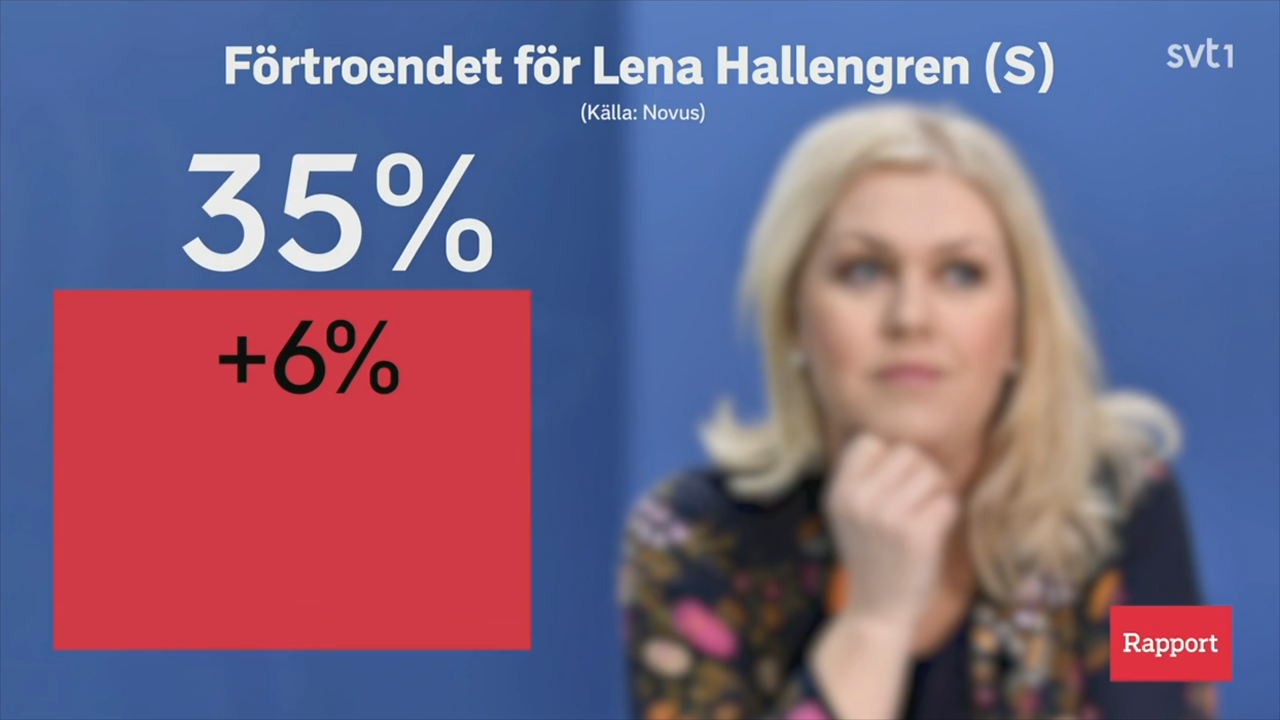 Förtroendet för Lena Hallengren (S)
svt1
(Källa: Novus)
35%
+6%
Rapport